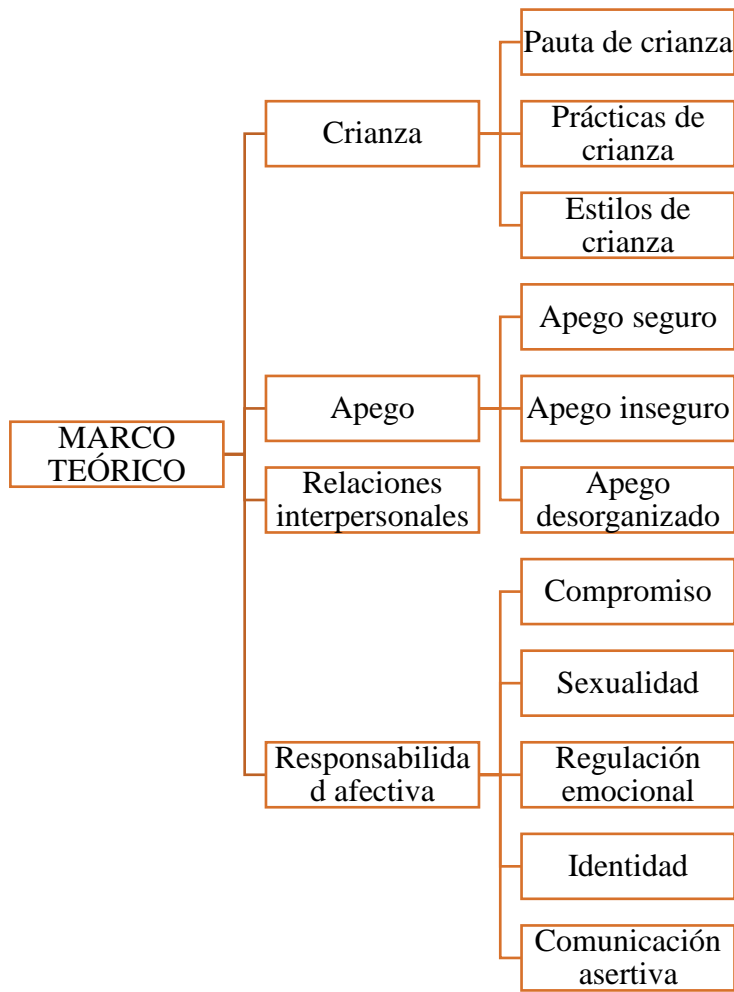 MARCO
TEÓRICO
Crianza
Pauta de crianza
Prácticas de
crianza
Estilos de
crianza
Apego
Apego seguro
Apego inseguro
Apego
desorganizado
Relaciones
interpersonales
Responsabilida
d afectiva
Compromiso
Sexualidad
Regulación
emocional
Identidad
Comunicación
asertiva